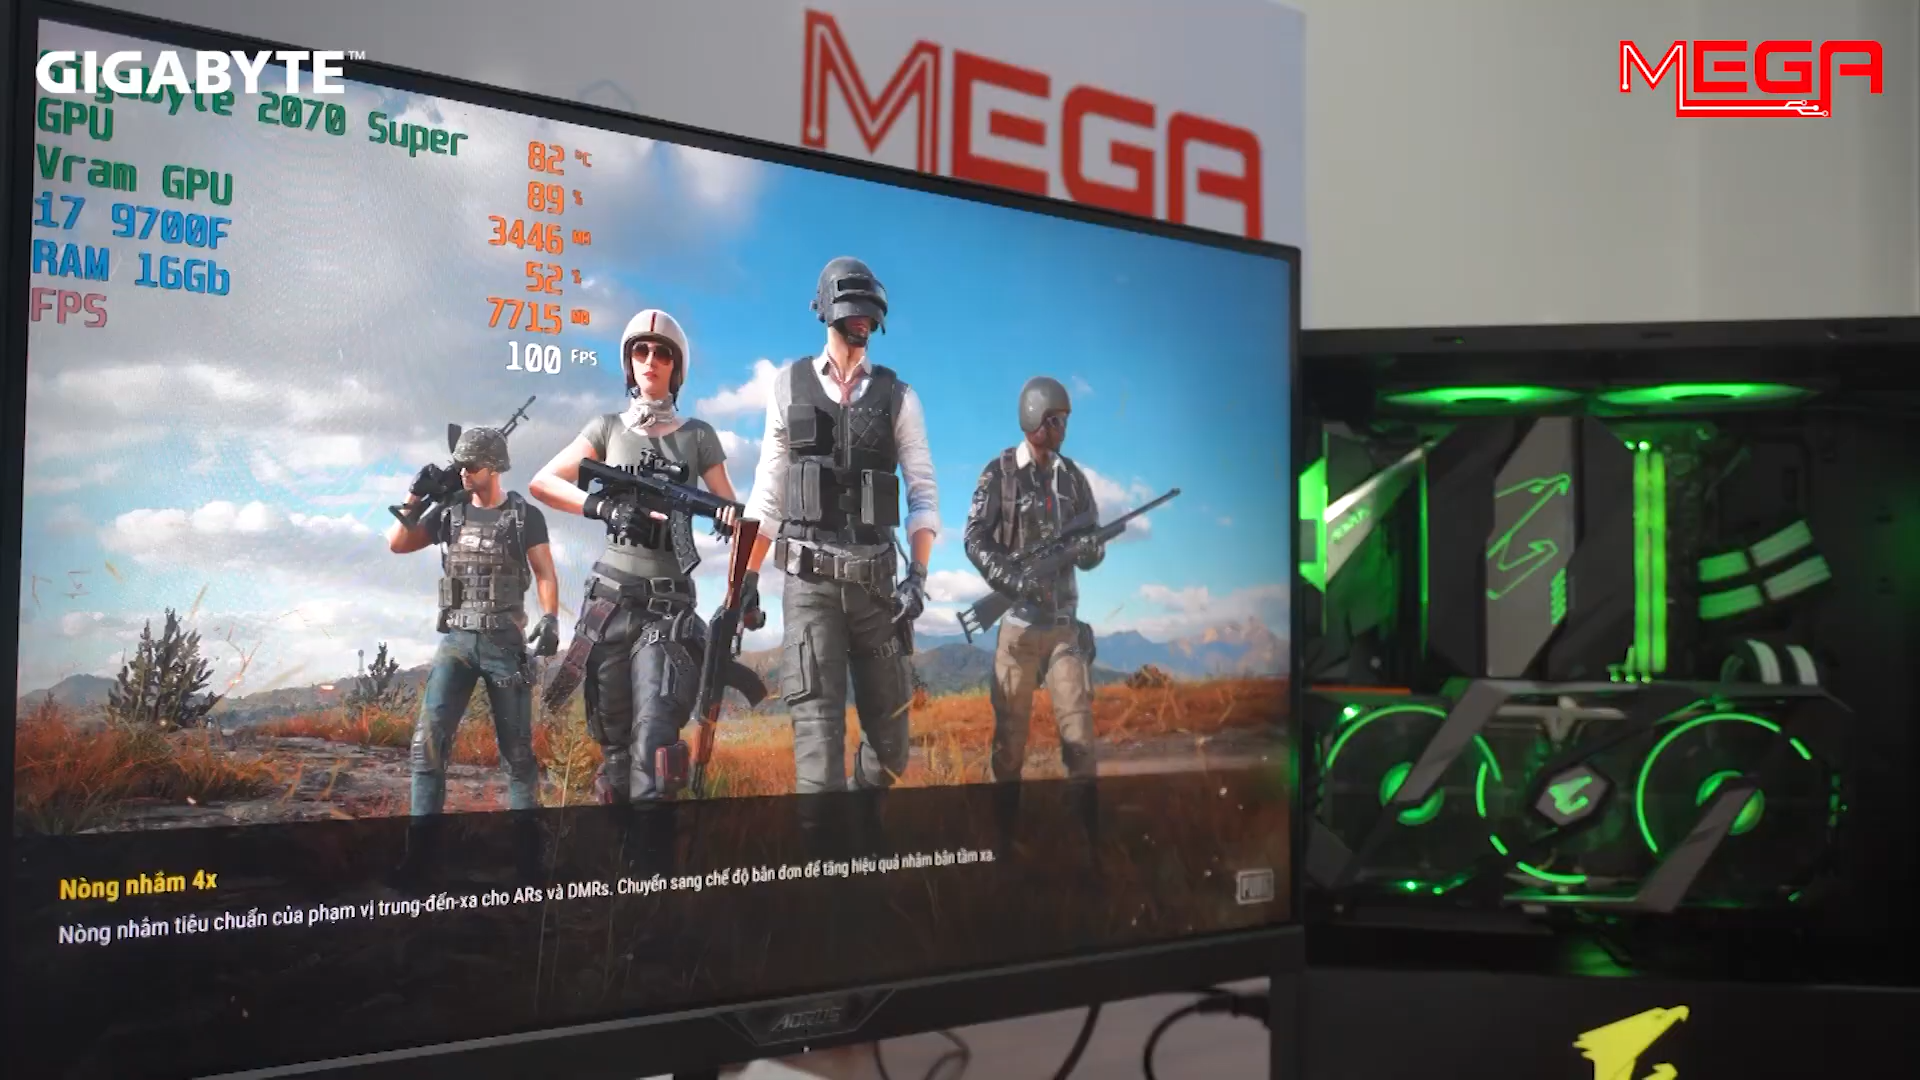 GIGABYTE™
MEGA
MEGA
Gigabyte 2070 Super 82 °C
GPU 89 %
Vram GPU 3446 MB
i7 9700F 52 %
RAM 16Gb 7715 MB
FPS 100 FPS
Nòng nhắm 4x
Nòng nhắm tiêu chuẩn của phạm vị trung-đến-xa cho ARs và DMRs. Chuyển sang chế độ bắn đơn để tăng hiệu quả nhắm bắn tầm xa.
PUBG
AORUS